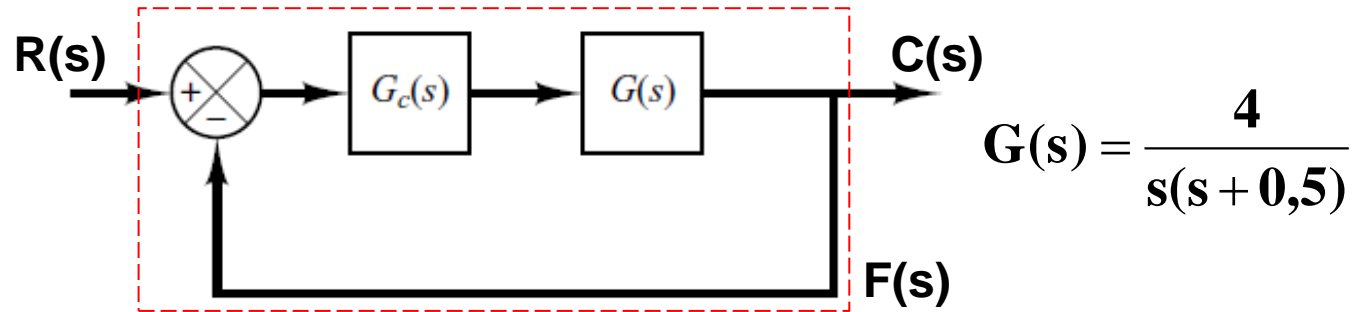 R(s)
+
−
G_c(s)
G(s)
C(s)
F(s)
G(s) = 4 / s(s + 0,5)